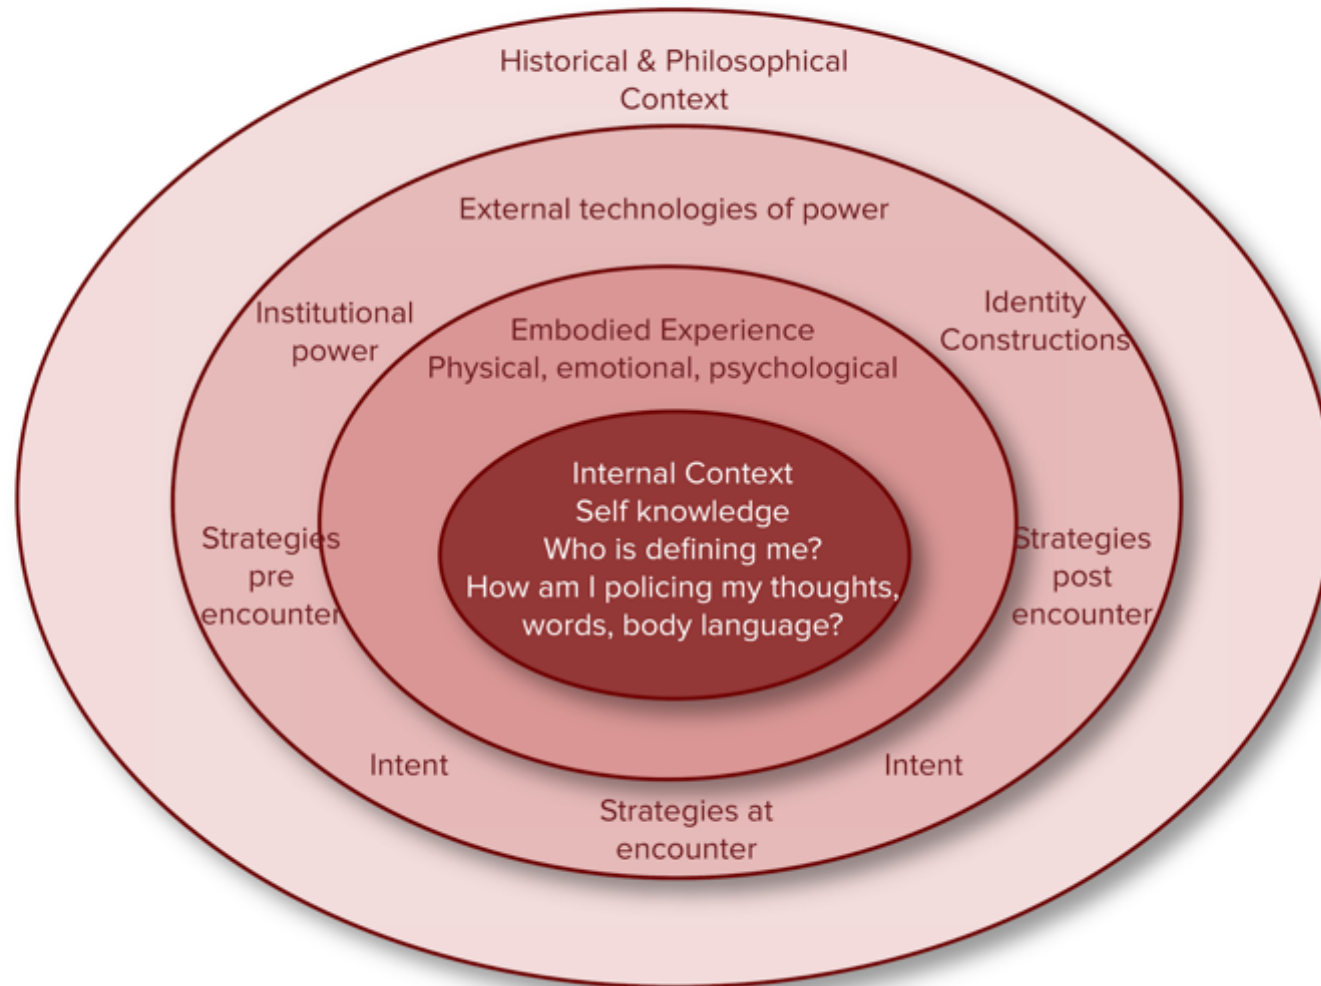 Historical & Philosophical
Context
External technologies of power
Institutional
power
Identity
Constructions
Embodied Experience
Physical, emotional, psychological
Internal Context
Self knowledge
Who is defining me?
How am I policing my thoughts,
words, body language?
Strategies
pre
encounter
Strategies
post
encounter
Intent
Intent
Strategies at
encounter